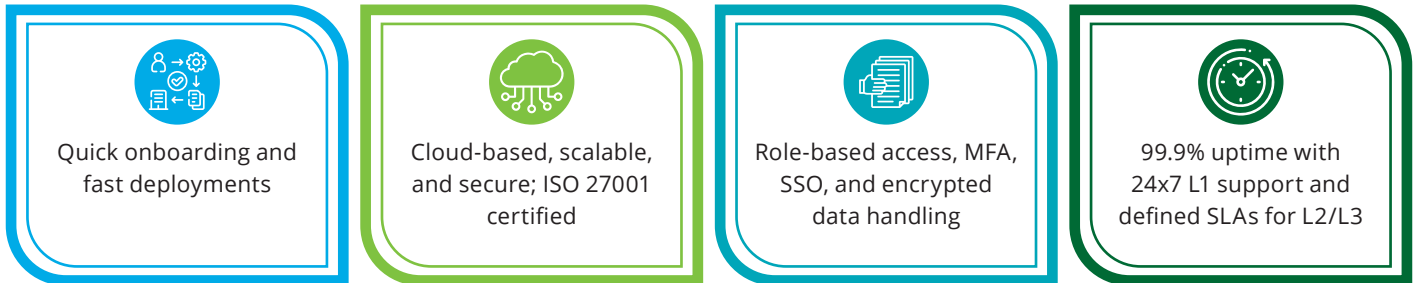 Quick onboarding and
fast deployments
Cloud-based, scalable,
and secure; ISO 27001
certified
Role-based access, MFA,
SSO, and encrypted
data handling
99.9% uptime with
24x7 L1 support and
defined SLAs for L2/L3